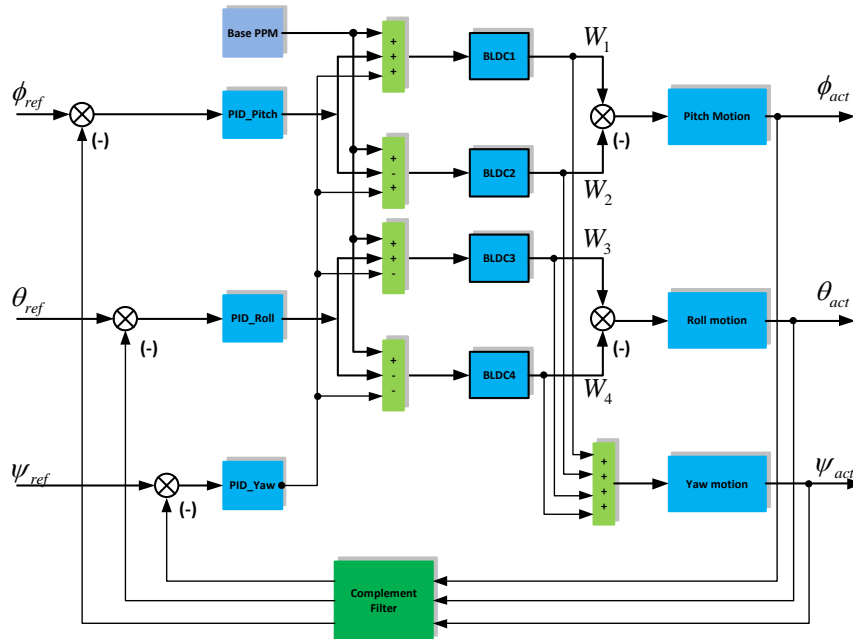 Base PPM
+
+
+
BLDC1
W1
ϕref
(-)
PID_Pitch
(-)
Pitch Motion
ϕact
+
-
+
BLDC2
W2
+
+
-
BLDC3
W3
θref
(-)
PID_Roll
(-)
Roll motion
θact
+
-
-
BLDC4
W4
ψref
(-)
PID_Yaw
+
+
+
+
Yaw motion
ψact
Complement
Filter